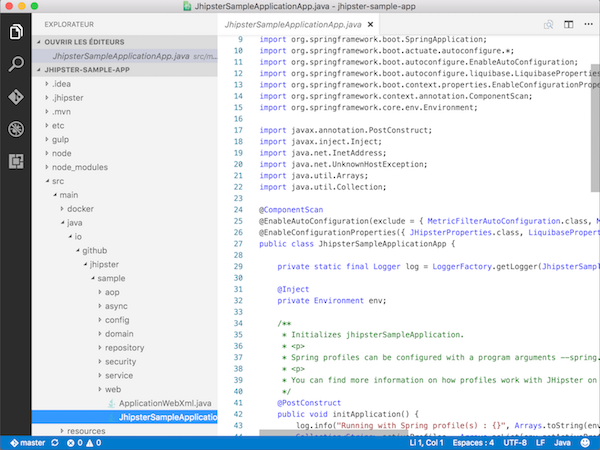 JhipsterSampleApplicationApp.java - jhipster-sample-app
EXPLORATEUR
OUVRIR LES ÉDITEURS
JhipsterSampleApplicationApp.java src/m...
JHIPSTER-SAMPLE-APP
.idea
.jhipster
.mvn
etc
gulp
node
node_modules
src
main
docker
java
io
github
jhipster
sample
aop
async
config
domain
repository
security
service
web
ApplicationWebXml.java
JhipsterSampleApplicatio
resources
JhipsterSampleApplicationApp.java
9 import org.springframework.boot.SpringApplication;
10 import org.springframework.boot.actuate.autoconfigure.*;
11 import org.springframework.boot.autoconfigure.EnableAutoConfiguration;
12 import org.springframework.boot.autoconfigure.liquibase.LiquibaseProperties
13 import org.springframework.boot.context.properties.EnableConfigurationPrope
14 import org.springframework.context.annotation.ComponentScan;
15 import org.springframework.core.env.Environment;
16
17 import javax.annotation.PostConstruct;
18 import javax.inject.Inject;
19 import java.net.InetAddress;
20 import java.net.UnknownHostException;
21 import java.util.Arrays;
22 import java.util.Collection;
23
24 @ComponentScan
25 @EnableAutoConfiguration(exclude = { MetricFilterAutoConfiguration.class, M
26 @EnableConfigurationProperties({ JHipsterProperties.class, LiquibasePropert
27 public class JhipsterSampleApplicationApp {
28
29 private static final Logger log = LoggerFactory.getLogger(JhipsterSampl
30
31 @Inject
32 private Environment env;
33
34 /**
35 * Initializes jhipsterSampleApplication.
36 * <p>
37 * Spring profiles can be configured with a program arguments --spring.
38 * <p>
39 * You can find more information on how profiles work with JHipster on
40 */
41 @PostConstruct
42 public void initApplication() {
43 log.info("Running with Spring profile(s) : {}", Arrays.toString(env
44
master 0 0 Li 1, Col 1 Espaces : 4 UTF-8 LF Java